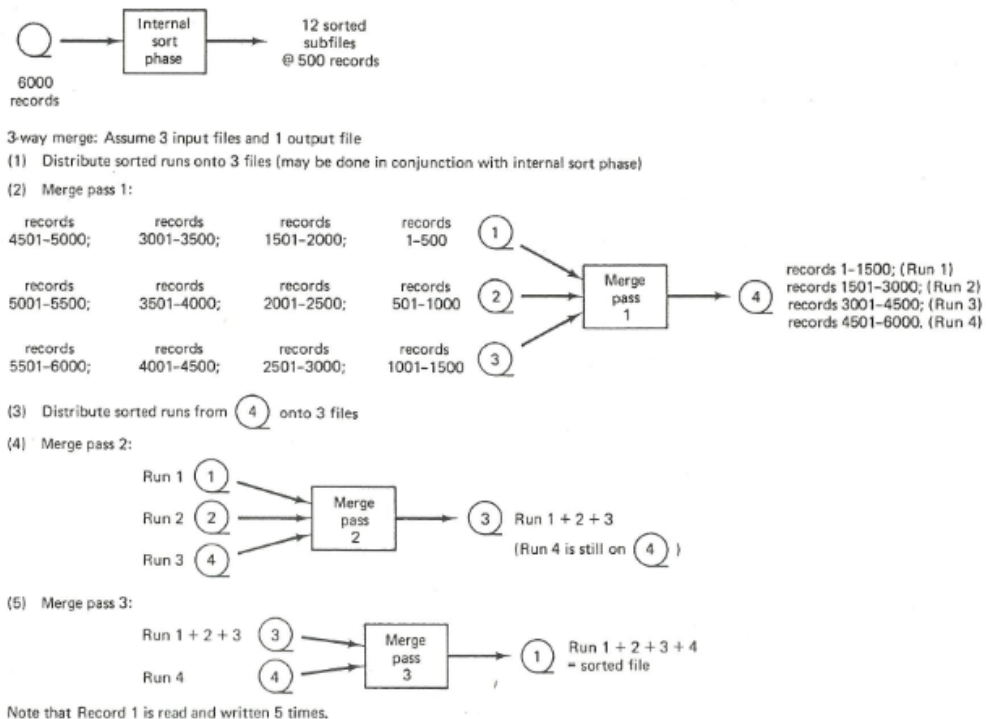 Internal
sort
phase
12 sorted
subfiles
@ 500 records
6000
records
3-way merge: Assume 3 input files and 1 output file
(1) Distribute sorted runs onto 3 files (may be done in conjunction with internal sort phase)
(2) Merge pass 1:
records records records records
4501-5000; 3001-3500; 1501-2000; 1-500
1
records records records records
5001-5500; 3501-4000; 2001-2500; 501-1000
2
records records records records
5501-6000; 4001-4500; 2501-3000; 1001-1500
3
Merge
pass
1
4
records 1-1500; (Run 1)
records 1501-3000; (Run 2)
records 3001-4500; (Run 3)
records 4501-6000. (Run 4)
(3) Distribute sorted runs from 4 onto 3 files
(4) Merge pass 2:
Run 1 1
Run 2 2
Run 3 4
Merge
pass
2
3 Run 1 + 2 + 3
(Run 4 is still on 4 )
(5) Merge pass 3:
Run 1 + 2 + 3 3
Run 4 4
Merge
pass
3
1 Run 1 + 2 + 3 + 4
= sorted file
Note that Record 1 is read and written 5 times.